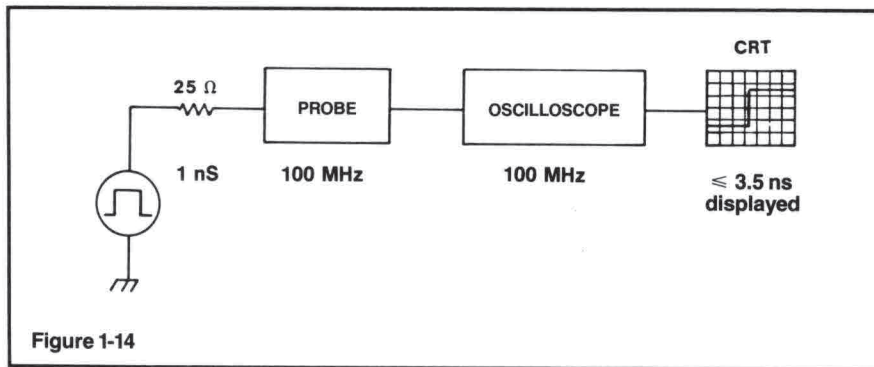 CRT
25 Ω
PROBE
OSCILLOSCOPE
1 nS
100 MHz
100 MHz
⩽ 3.5 ns
displayed
Figure 1-14